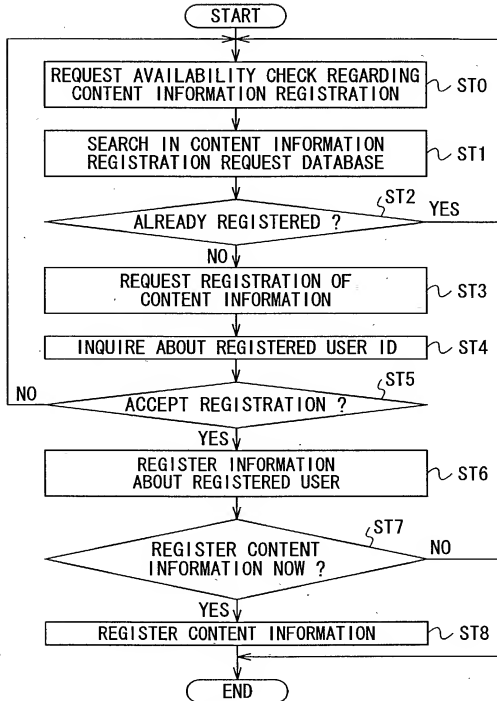 START
REQUEST AVAILABILITY CHECK REGARDING
CONTENT INFORMATION REGISTRATION
ST0
SEARCH IN CONTENT INFORMATION
REGISTRATION REQUEST DATABASE
ST1
ST2
ALREADY REGISTERED ?
YES
NO
REQUEST REGISTRATION OF
CONTENT INFORMATION
ST3
INQUIRE ABOUT REGISTERED USER ID
ST4
ST5
NO
ACCEPT REGISTRATION ?
YES
REGISTER INFORMATION
ABOUT REGISTERED USER
ST6
ST7
REGISTER CONTENT
INFORMATION NOW ?
NO
YES
REGISTER CONTENT INFORMATION
ST8
END